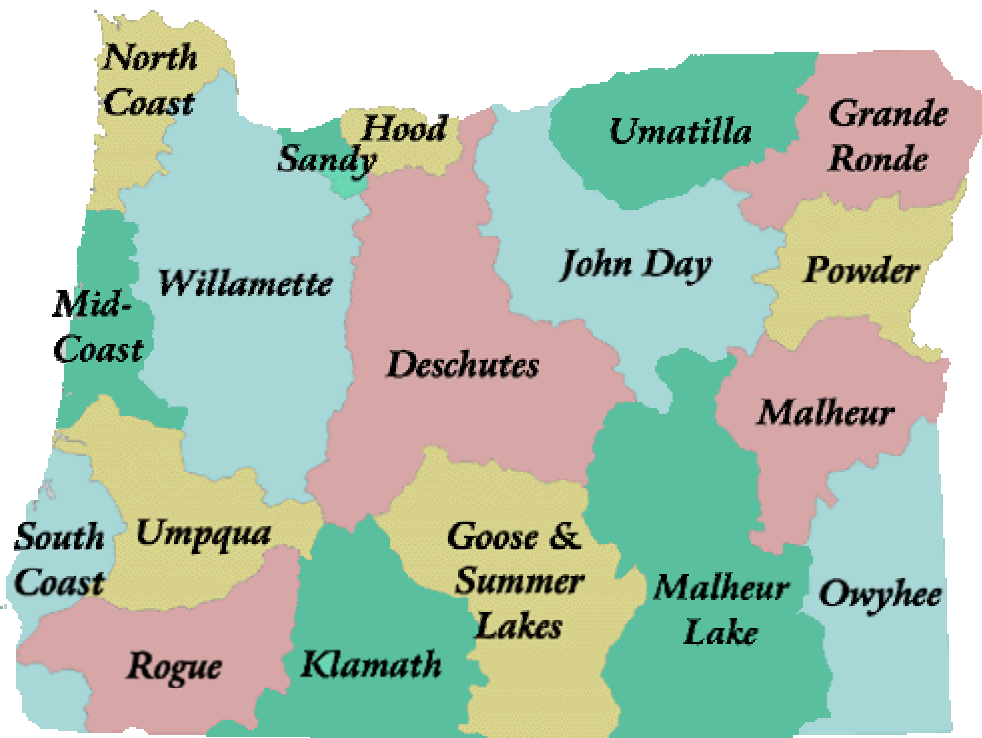 North
Coast
Hood
Sandy
Umatilla
Grande
Ronde
Willamette
John Day
Powder
Mid-
Coast
Deschutes
Malheur
South
Coast
Umpqua
Goose &
Summer
Lakes
Malheur
Lake
Owyhee
Rogue
Klamath